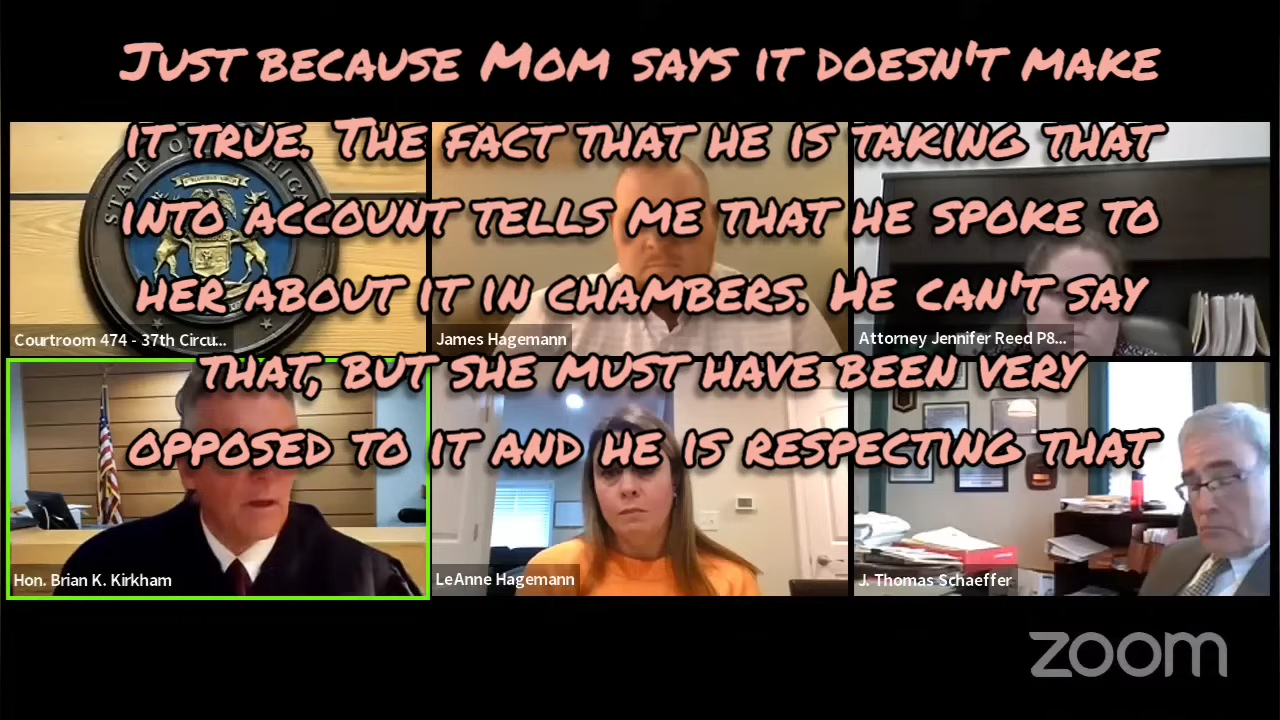 Just because Mom says it doesn't make
it true. The fact that he is taking that
into account tells me that he spoke to
her about it in chambers. He can't say
that, but she must have been very
opposed to it and he is respecting that
STATE OF MICHIGA
Courtroom 474 - 37th Circu...
James Hagemann
Attorney Jennifer Reed P8...
Hon. Brian K. Kirkham
LeAnne Hagemann
J. Thomas Schaeffer
zoom